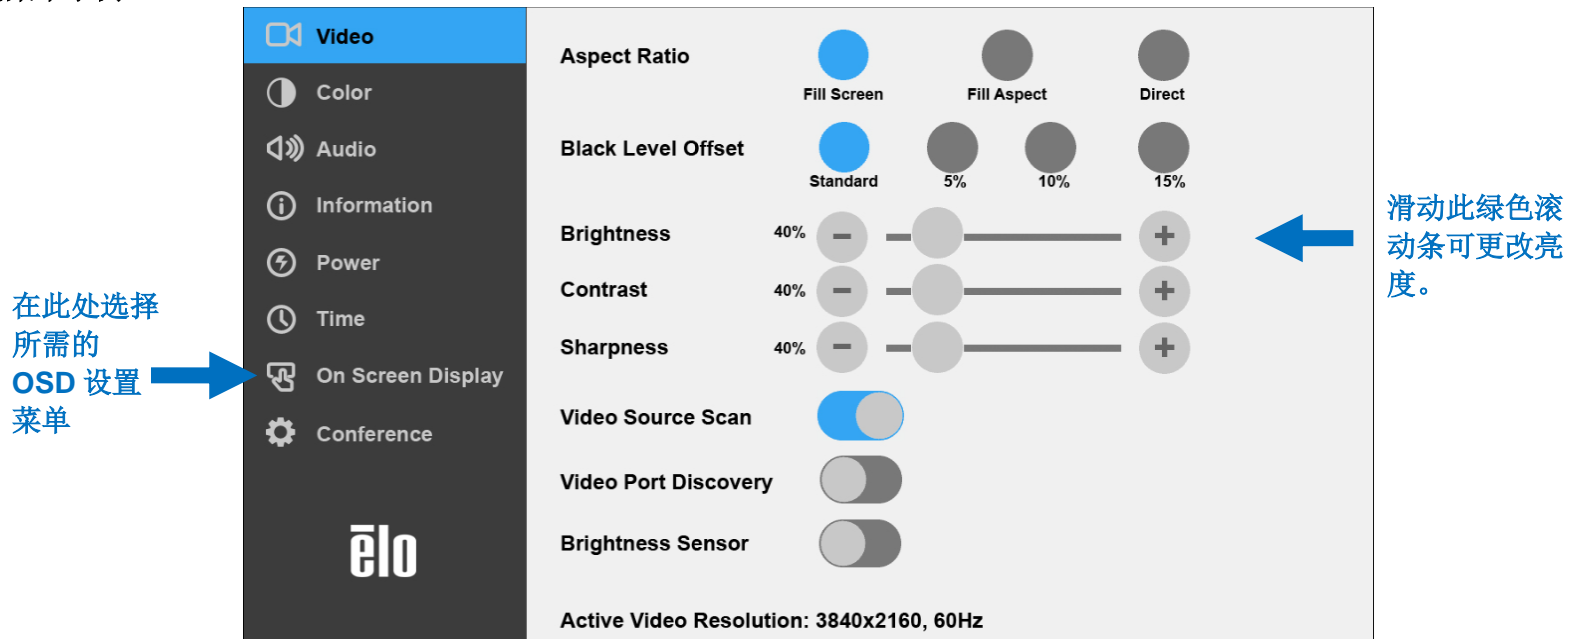 Video
Color
Audio
Information
Power
Time
On Screen Display
Conference
ēlo
在此处选择
所需的
OSD 设置
菜单
Aspect Ratio
Fill Screen
Fill Aspect
Direct
Black Level Offset
Standard
5%
10%
15%
Brightness
40%
Contrast
40%
Sharpness
40%
Video Source Scan
Video Port Discovery
Brightness Sensor
Active Video Resolution: 3840x2160, 60Hz
滑动此绿色滚
动条可更改亮
度。